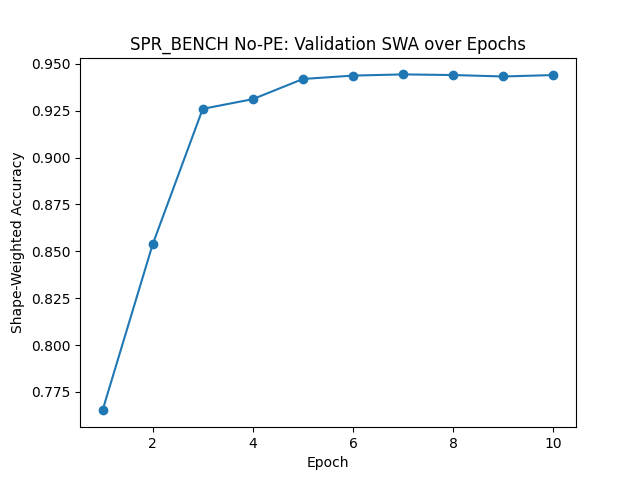 SPR_BENCH No-PE: Validation SWA over Epochs
Shape-Weighted Accuracy
0.950
0.925
0.900
0.875
0.850
0.825
0.800
0.775
2 4 6 8 10
Epoch